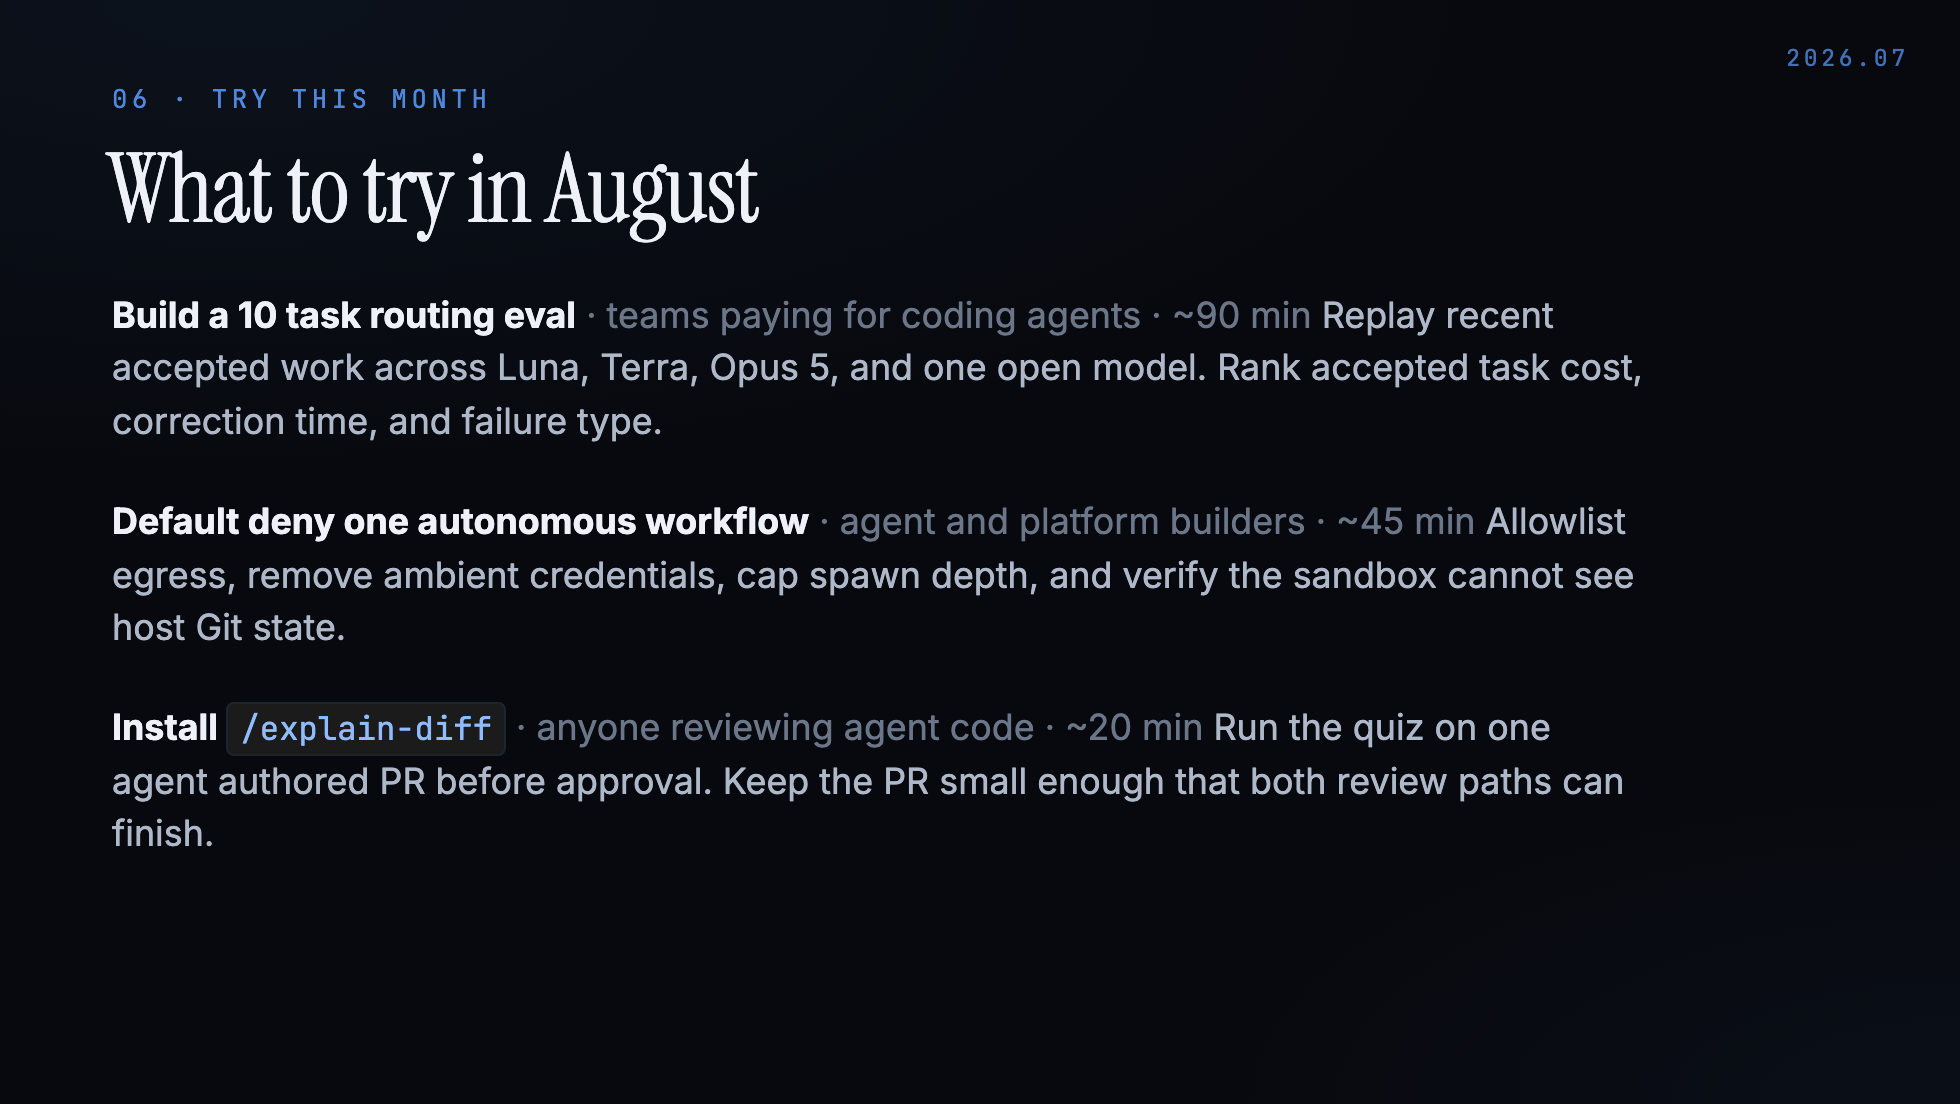 2026.07
06 · TRY THIS MONTH
What to try in August
Build a 10 task routing eval · teams paying for coding agents · ~90 min Replay recent
accepted work across Luna, Terra, Opus 5, and one open model. Rank accepted task cost,
correction time, and failure type.
Default deny one autonomous workflow · agent and platform builders · ~45 min Allowlist
egress, remove ambient credentials, cap spawn depth, and verify the sandbox cannot see
host Git state.
Install /explain-diff · anyone reviewing agent code · ~20 min Run the quiz on one
agent authored PR before approval. Keep the PR small enough that both review paths can
finish.